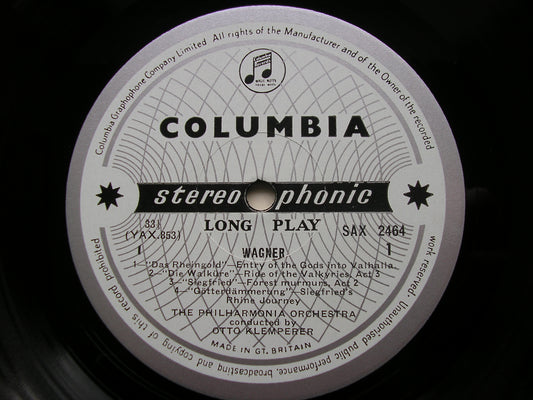 Columbia Graphophone Company Limited. All rights of the Manufacturer and of the Owner of the recorded
work reserved. Unauthorised public performance, broadcasting and copying of this record prohibited
COLUMBIA
stereophonic
33⅓ LONG PLAY SAX 2464
(YAX.853)
1 1
WAGNER
1—"Das Rheingold"—Entry of the Gods into Valhalla
2—"Die Walküre"—Ride of the Valkyries, Act 3
3—"Siegfried"—Forest murmurs, Act 2
4—"Götterdämmerung"—Siegfried's
Rhine Journey
THE PHILHARMONIA ORCHESTRA
conducted by
OTTO KLEMPERER
MADE IN GT. BRITAIN